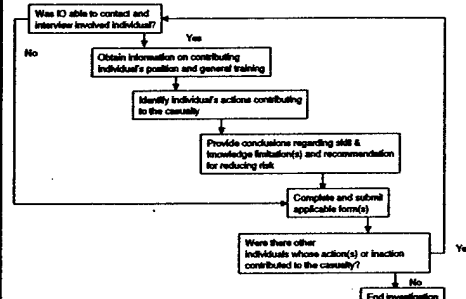 Was IO able to contact and
interview involved individual?
No
Yes
Obtain information on contributing
individual's position and general training
Identify individual's actions contributing
to the casualty
Provide conclusions regarding skill &
knowledge limitation(s) and recommendation
for reducing risk
Complete and submit
applicable form(s)
Were there other
individuals whose action(s) or inaction
contributed to the casualty?
Ye
No
End investigation